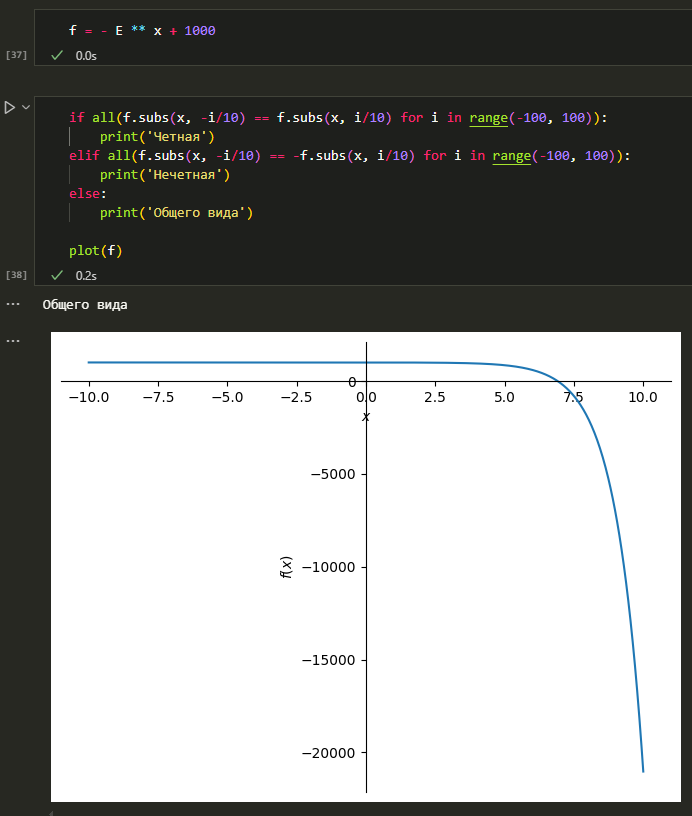 f = - E ** x + 1000
[37]
0.0s
if all(f.subs(x, -i/10) == f.subs(x, i/10) for i in range(-100, 100)):
print('Четная')
elif all(f.subs(x, -i/10) == -f.subs(x, i/10) for i in range(-100, 100)):
print('Нечетная')
else:
print('Общего вида')
plot(f)
[38]
0.2s
Общего вида
0
−10.0 −7.5 −5.0 −2.5 0.0 2.5 5.0 7.5 10.0
x
−5000
f(x)
−10000
−15000
−20000